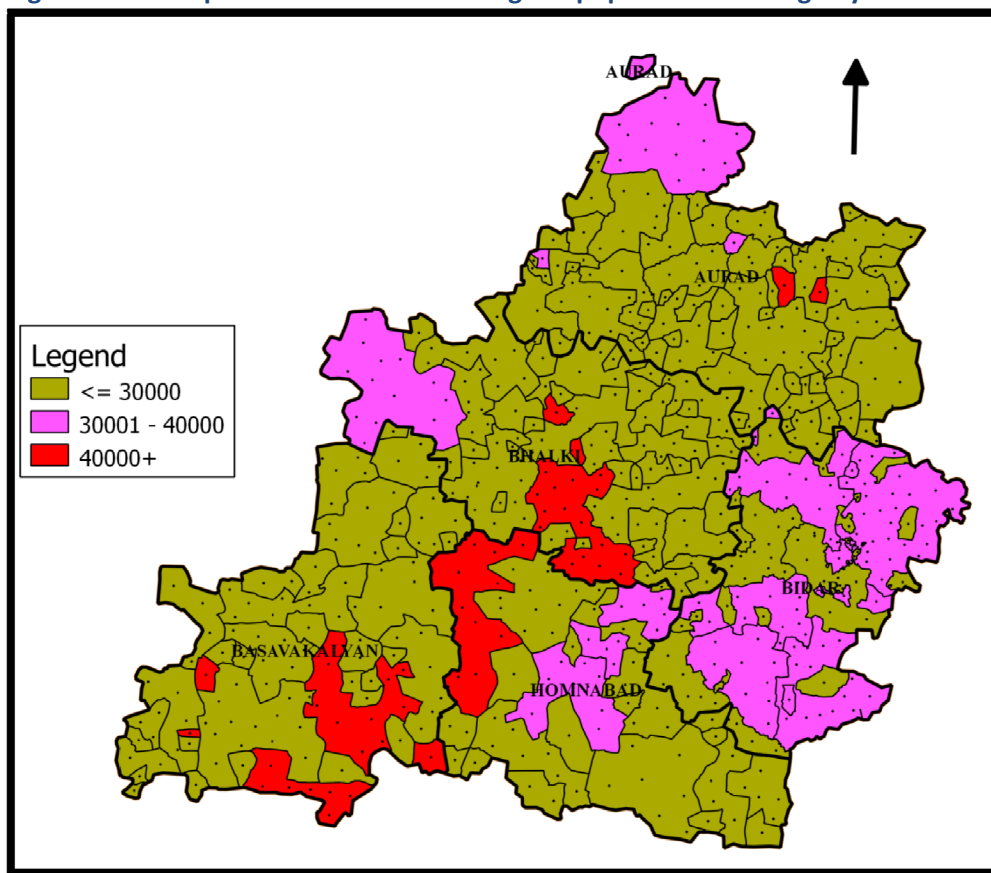 AURAD
AURAD
Legend
<= 30000
30001 - 40000
40000+
BHALKI
BIDAR
BASAVAKALYAN
HOMNABAD